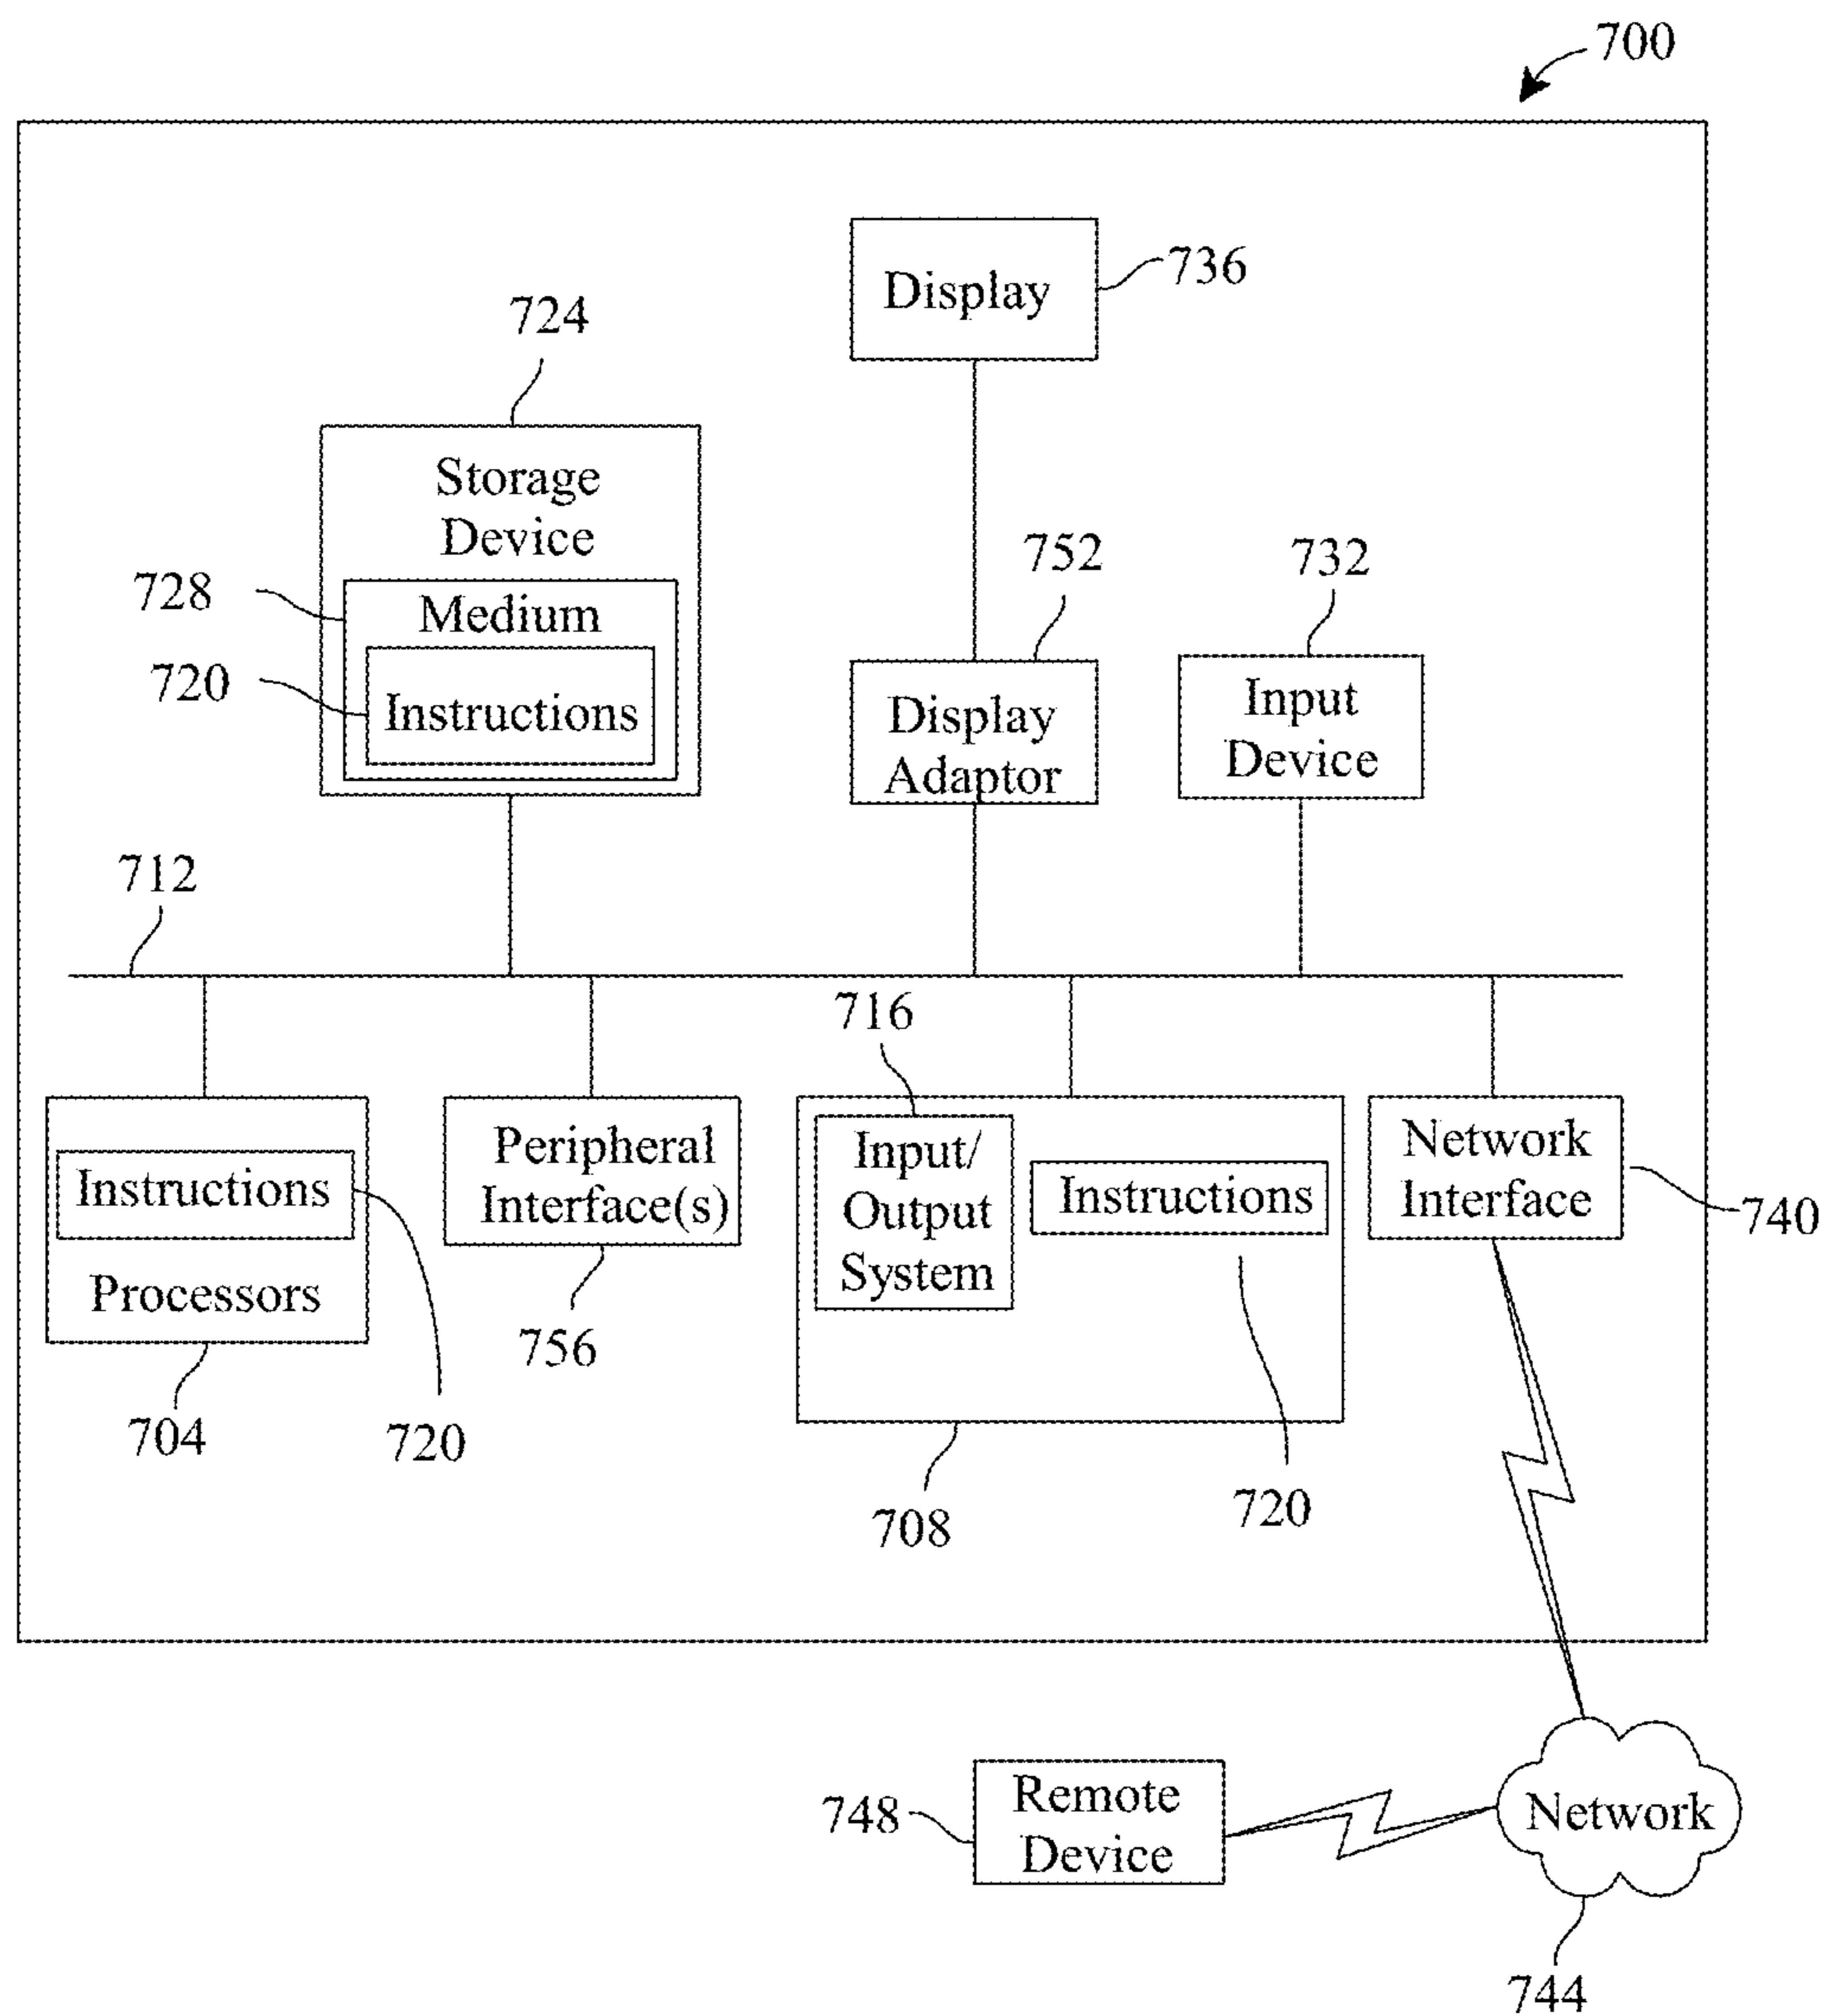 700
Display
736
724
Storage
Device
728
Medium
720
Instructions
752
Display
Adaptor
732
Input
Device
712
716
Instructions
Processors
704
720
Peripheral
Interface(s)
756
Input/
Output
System
Instructions
708
720
Network
Interface
740
748
Remote
Device
Network
744